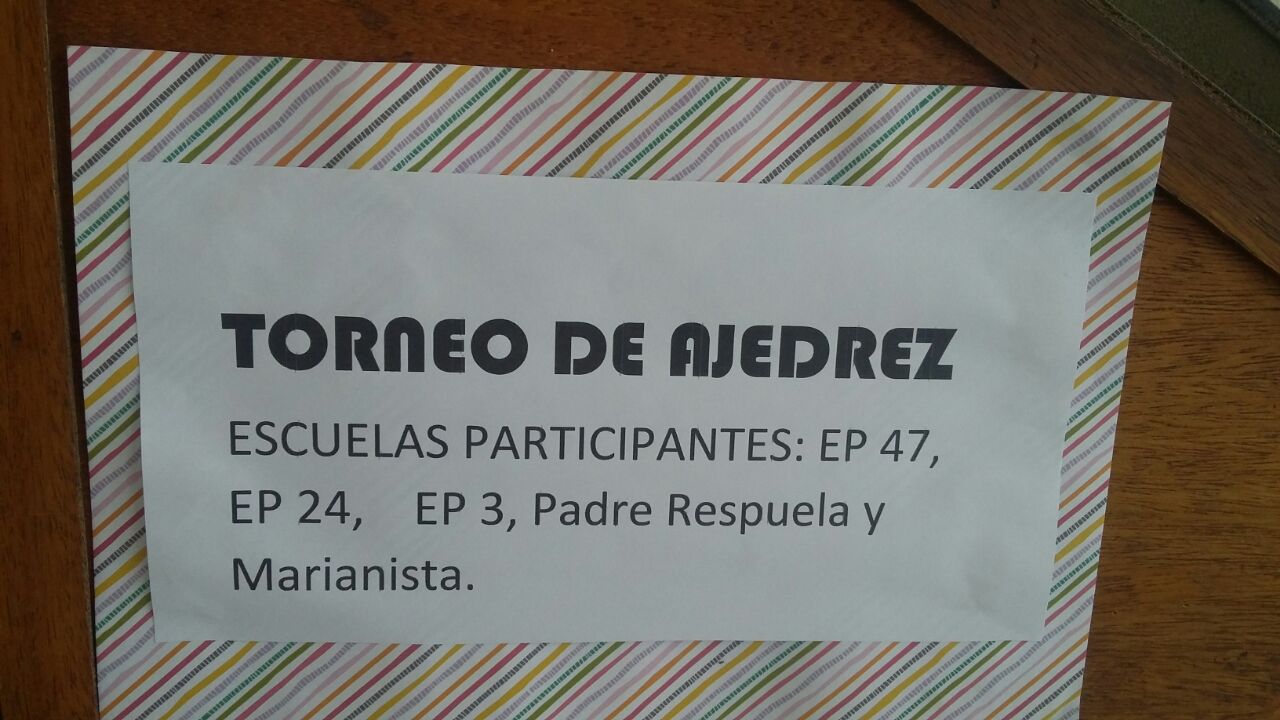 TORNEO DE AJEDREZ
ESCUELAS PARTICIPANTES: EP 47,
EP 24, EP 3, Padre Respuela y
Marianista.